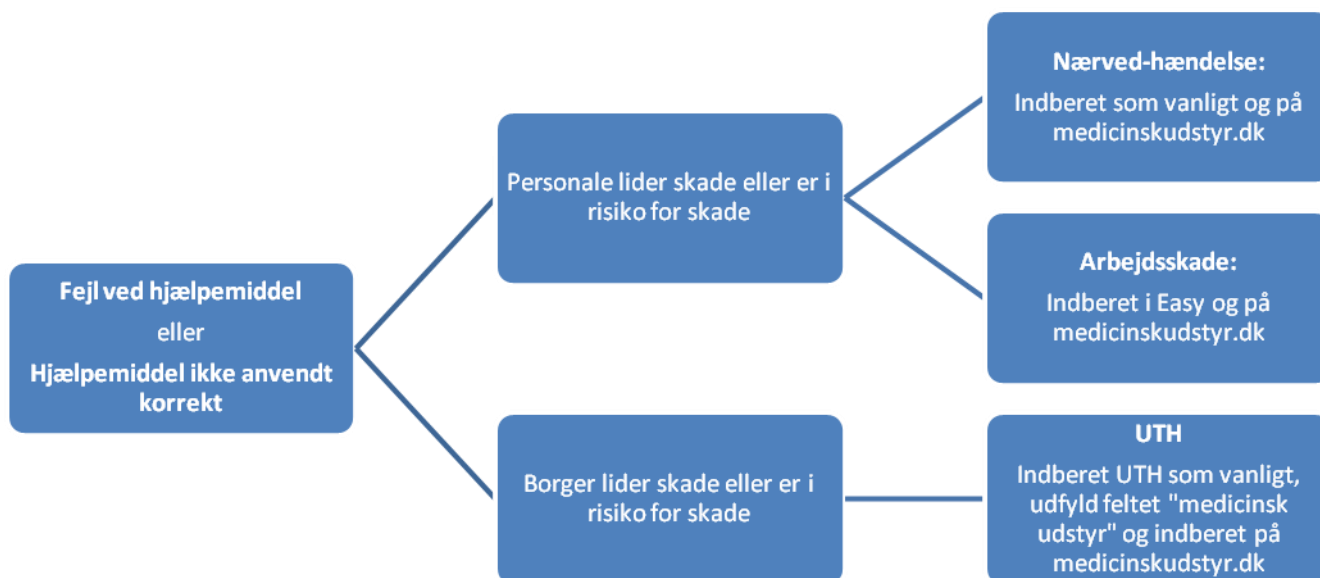 Fejl ved hjælpemiddel
eller
Hjælpemiddel ikke anvendt
korrekt
Personale lider skade eller er i
risiko for skade
Nærved-hændelse:
Indberet som vanligt og på
medicinskudstyr.dk
Arbejdsskade:
Indberet i Easy og på
medicinskudstyr.dk
Borger lider skade eller er i
risiko for skade
UTH
Indberet UTH som vanligt,
udfyld feltet "medicinsk
udstyr" og indberet på
medicinskudstyr.dk